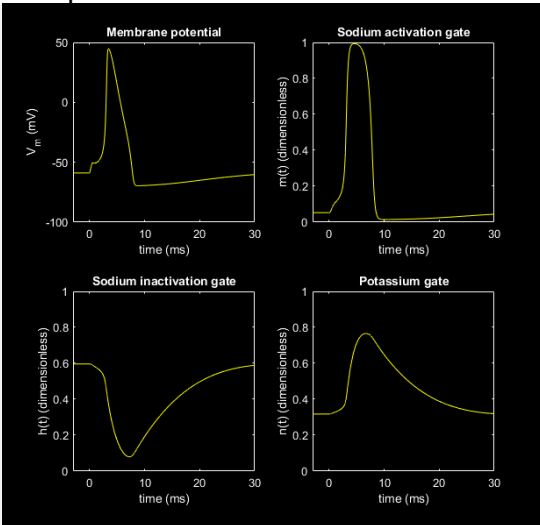 Membrane potential
50
0
-50
-100
V_m (mV)
0 10 20 30
time (ms)
Sodium activation gate
1
0.8
0.6
0.4
0.2
0
m(t) (dimensionless)
0 10 20 30
time (ms)
Sodium inactivation gate
1
0.8
0.6
0.4
0.2
0
h(t) (dimensionless)
0 10 20 30
time (ms)
Potassium gate
1
0.8
0.6
0.4
0.2
0
n(t) (dimensionless)
0 10 20 30
time (ms)